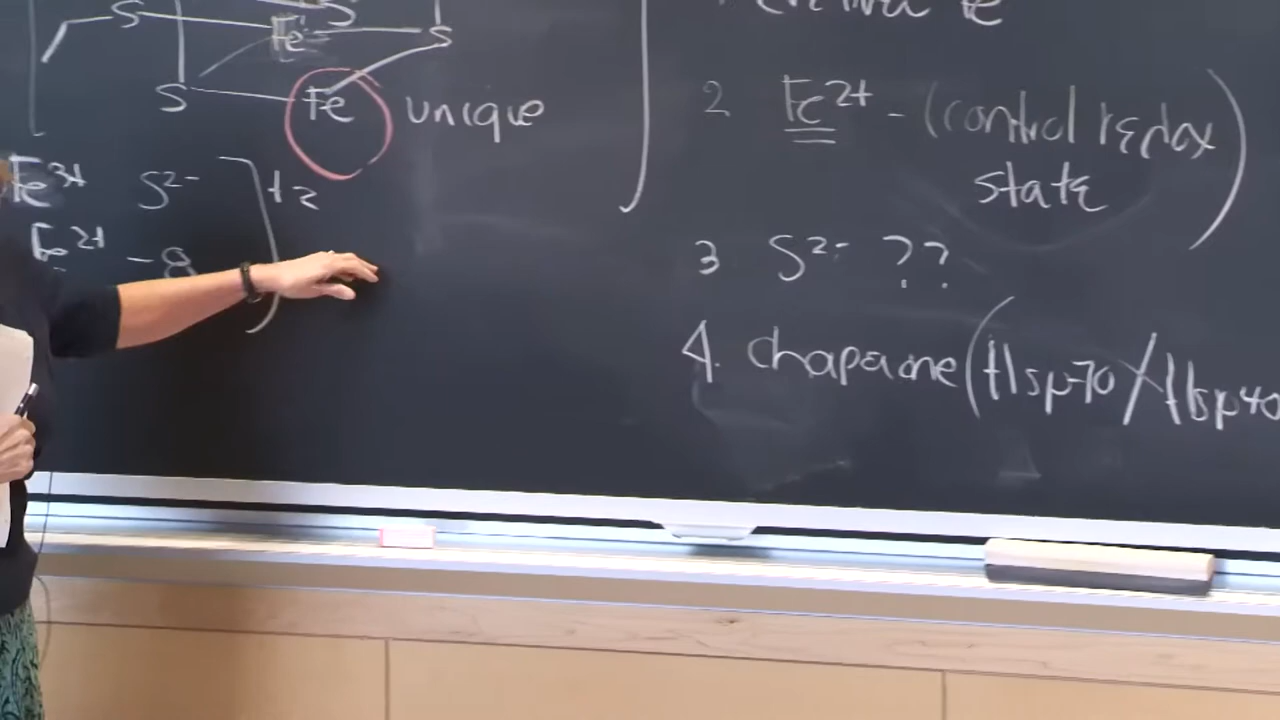 S S
Fe S
S Fe unique
Fe3+ S2-
+2
Fe2+ -8
2. Fe2+ - (control redox
state)
3 S2- ??
4. chaperone (Hsp70/Hsp40